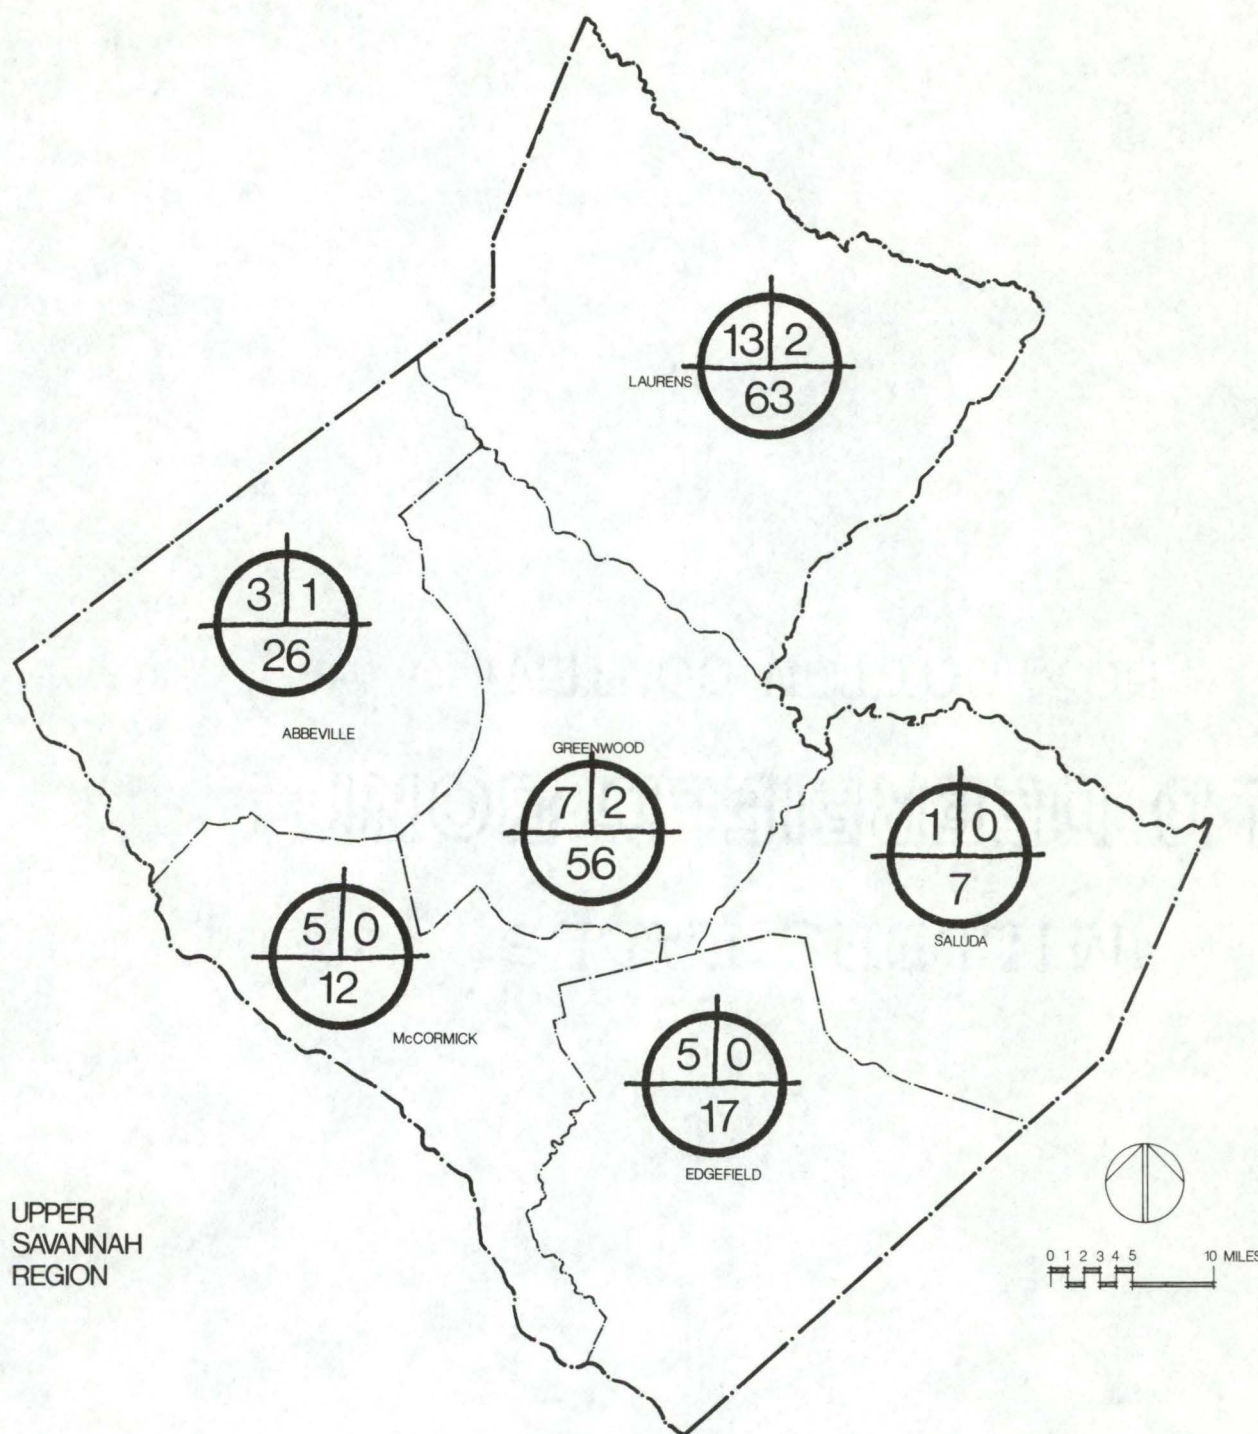 13 2
LAURENS
63
3 1
26
ABBEVILLE
GREENWOOD
7 2
56
1 0
7
SALUDA
5 0
12
McCORMICK
5 0
17
EDGEFIELD
UPPER
SAVANNAH
REGION
0 1 2 3 4 5 10 MILES